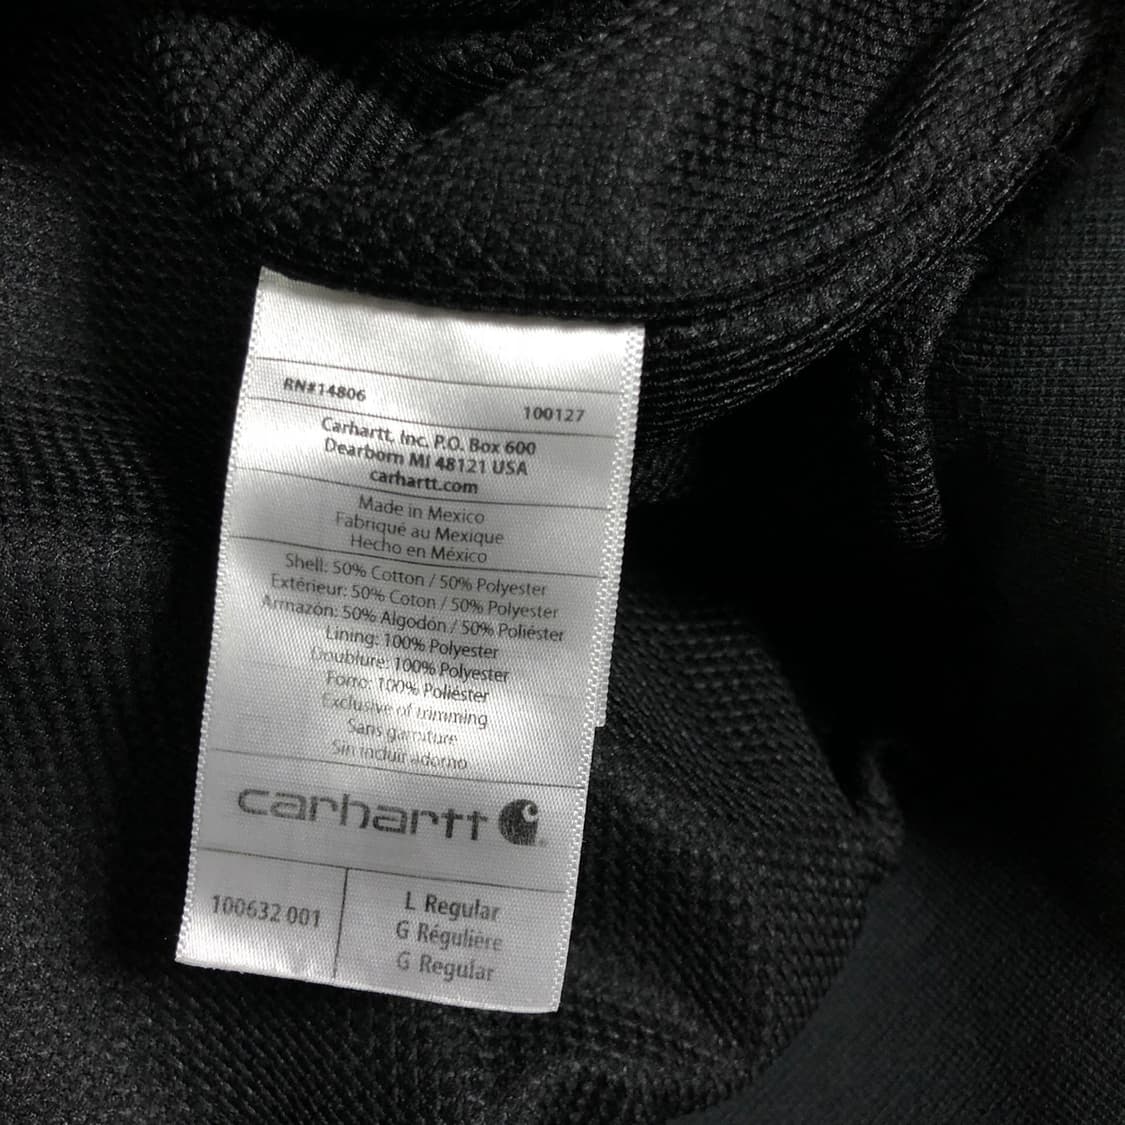 RN#14806
100127
Carhartt, Inc. P.O. Box 600
Dearborn MI 48121 USA
carhartt.com
Made in Mexico
Fabriqué au Mexique
Hecho en México
Shell: 50% Cotton / 50% Polyester
Extérieur: 50% Coton / 50% Polyester
Armazón: 50% Algodón / 50% Poliéster
Lining: 100% Polyester
Doublure: 100% Polyester
Forro: 100% Poliéster
Exclusive of trimming
Sans garniture
Sin incluir adorno
carhartt
100632 001
L Regular
G Régulière
G Regular